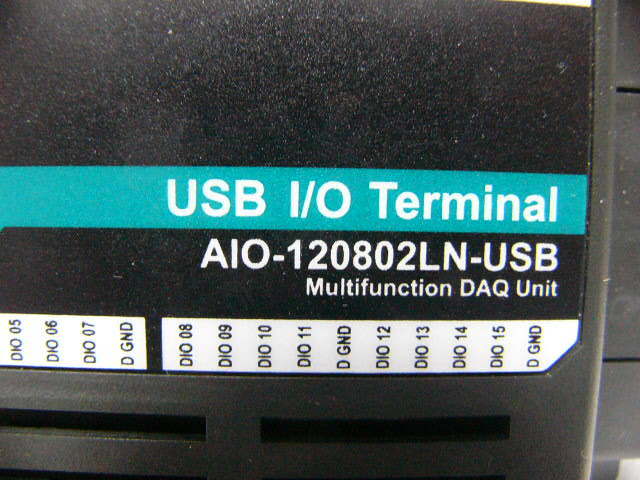 USB I/O Terminal
AIO-120802LN-USB
Multifunction DAQ Unit
DIO 05 DIO 06 DIO 07 D GND DIO 08 DIO 09 DIO 10 DIO 11 D GND DIO 12 DIO 13 DIO 14 DIO 15 D GND